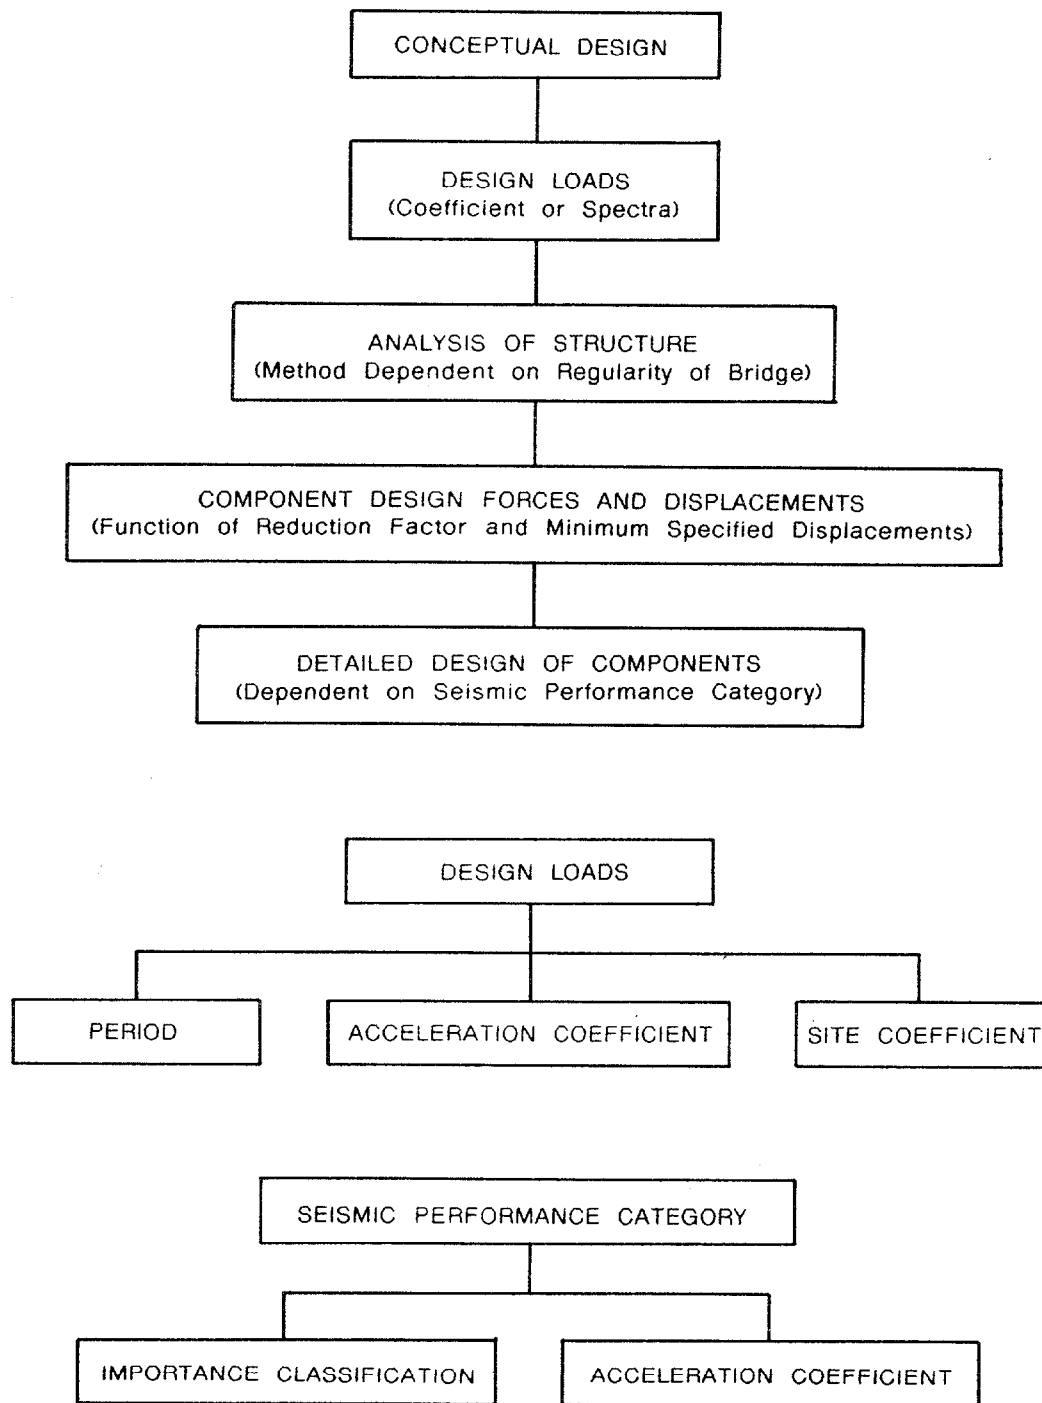 CONCEPTUAL DESIGN
DESIGN LOADS
(Coefficient or Spectra)
ANALYSIS OF STRUCTURE
(Method Dependent on Regularity of Bridge)
COMPONENT DESIGN FORCES AND DISPLACEMENTS
(Function of Reduction Factor and Minimum Specified Displacements)
DETAILED DESIGN OF COMPONENTS
(Dependent on Seismic Performance Category)
DESIGN LOADS
PERIOD
ACCELERATION COEFFICIENT
SITE COEFFICIENT
SEISMIC PERFORMANCE CATEGORY
IMPORTANCE CLASSIFICATION
ACCELERATION COEFFICIENT